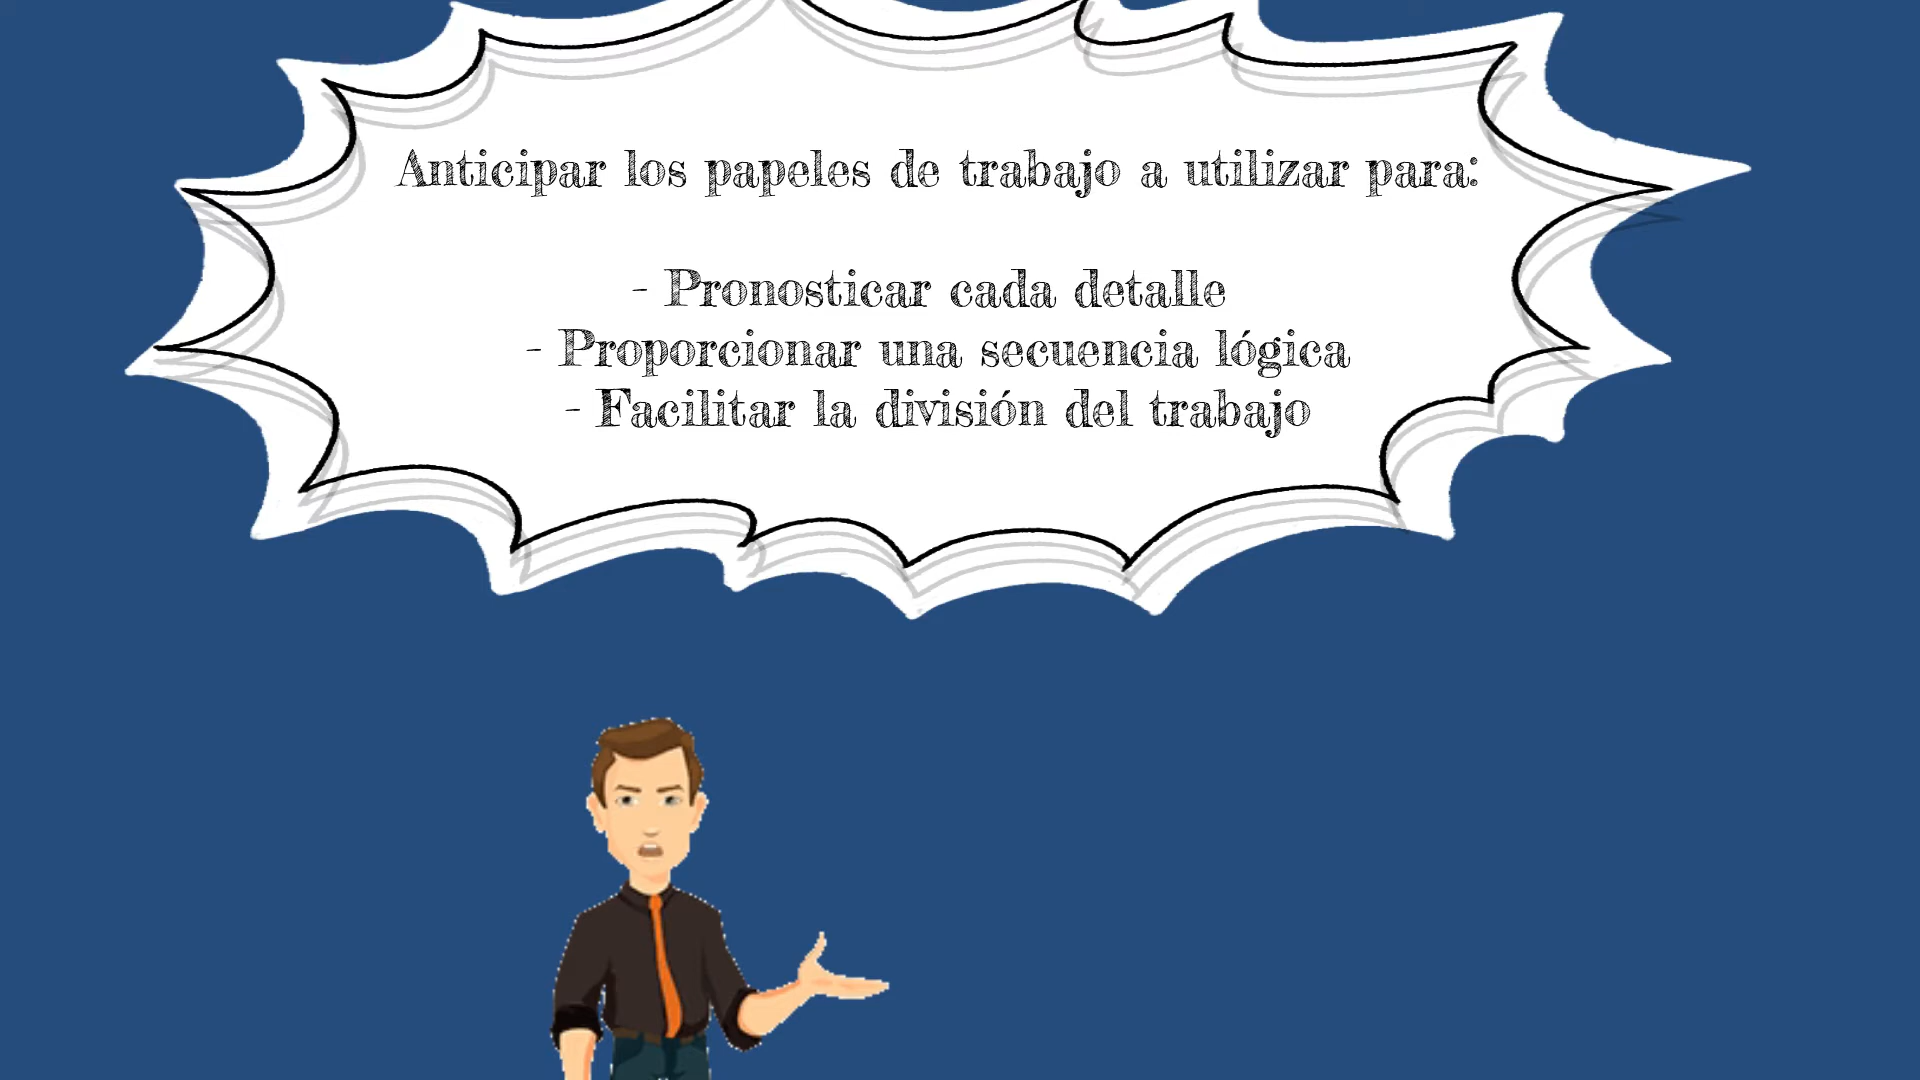 Anticipar los papeles de trabajo a utilizar para:
- Pronosticar cada detalle
- Proporcionar una secuencia lógica
- Facilitar la división del trabajo